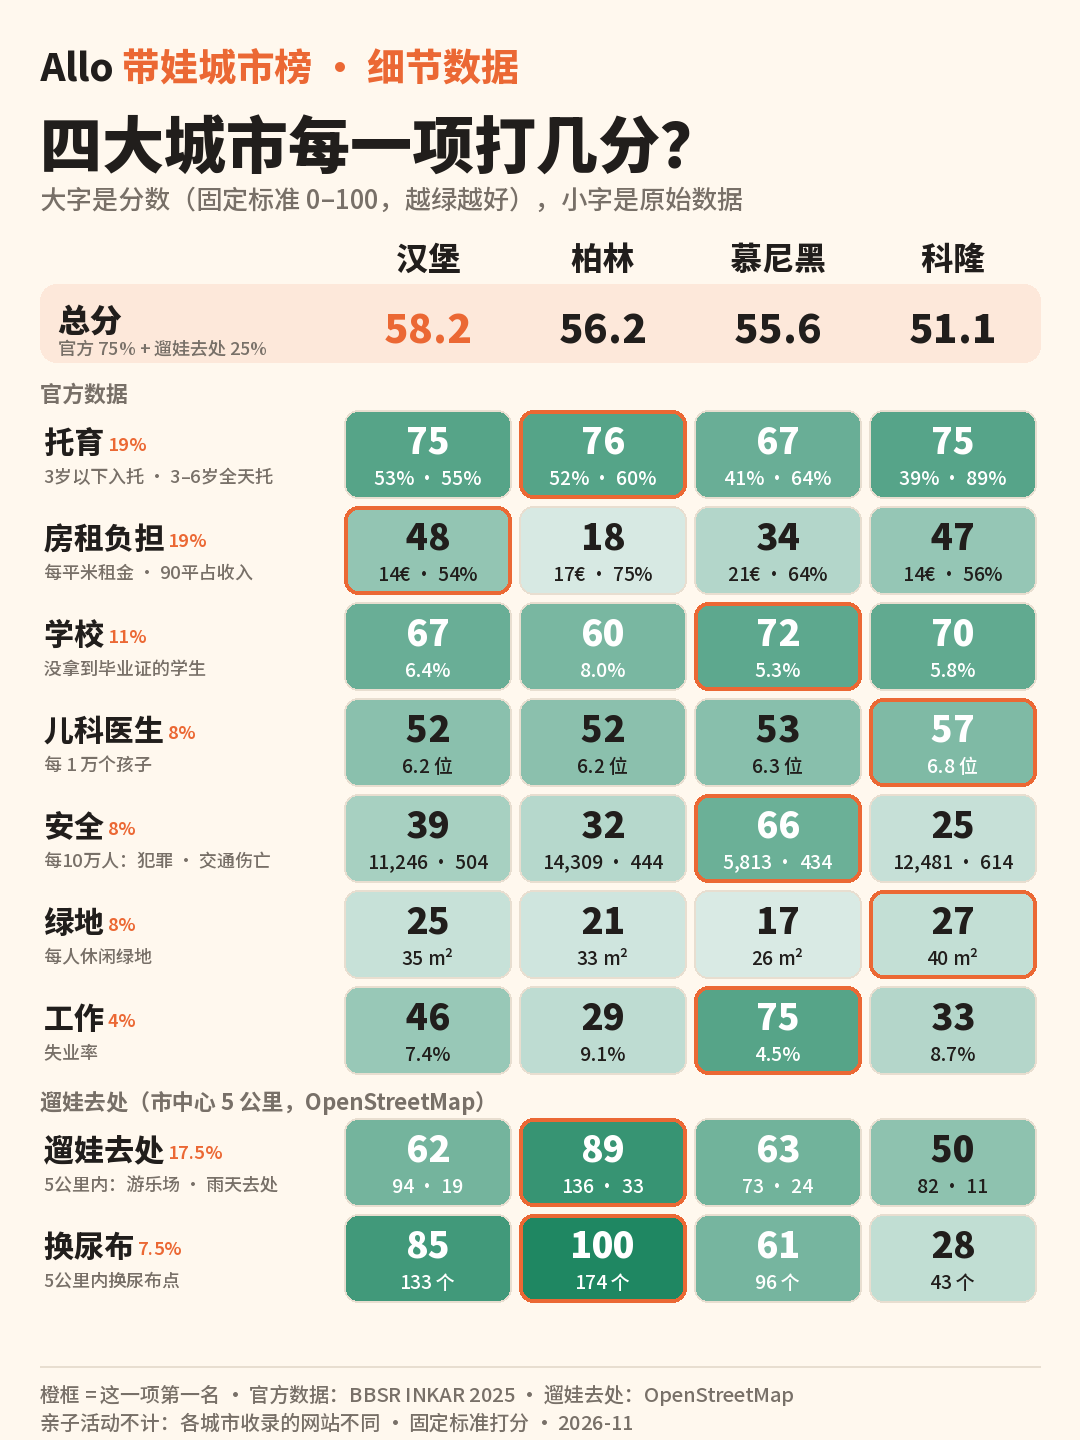 Allo 带娃城市榜 · 细节数据
四大城市每一项打几分？
大字是分数（固定标准 0–100，越绿越好），小字是原始数据
汉堡 柏林 慕尼黑 科隆
总分 58.2 56.2 55.6 51.1
官方 75% + 遛娃去处 25%
官方数据
托育 19% 75 76 67 75
3岁以下入托 · 3–6岁全天托 53% · 55% 52% · 60% 41% · 64% 39% · 89%
房租负担 19% 48 18 34 47
每平米租金 · 90平占收入 14€ · 54% 17€ · 75% 21€ · 64% 14€ · 56%
学校 11% 67 60 72 70
没拿到毕业证的学生 6.4% 8.0% 5.3% 5.8%
儿科医生 8% 52 52 53 57
每 1 万个孩子 6.2 位 6.2 位 6.3 位 6.8 位
安全 8% 39 32 66 25
每10万人：犯罪 · 交通伤亡 11,246 · 504 14,309 · 444 5,813 · 434 12,481 · 614
绿地 8% 25 21 17 27
每人休闲绿地 35 m² 33 m² 26 m² 40 m²
工作 4% 46 29 75 33
失业率 7.4% 9.1% 4.5% 8.7%
遛娃去处（市中心 5 公里，OpenStreetMap）
遛娃去处 17.5% 62 89 63 50
5公里内：游乐场 · 雨天去处 94 · 19 136 · 33 73 · 24 82 · 11
换尿布 7.5% 85 100 61 28
5公里内换尿布点 133 个 174 个 96 个 43 个
橙框 = 这一项第一名 · 官方数据：BBSR INKAR 2025 · 遛娃去处：OpenStreetMap
亲子活动不计：各城市收录的网站不同 · 固定标准打分 · 2026-11